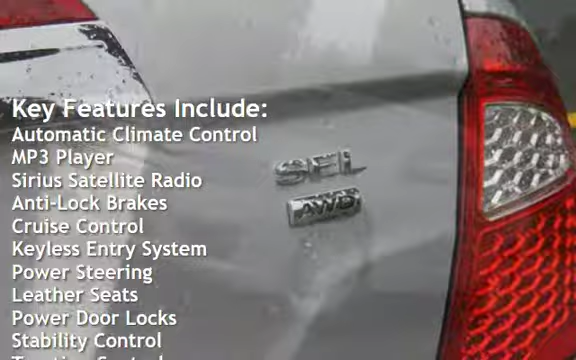 Key Features Include:
Automatic Climate Control
MP3 Player
Sirius Satellite Radio
Anti-Lock Brakes
Cruise Control
Keyless Entry System
Power Steering
Leather Seats
Power Door Locks
Stability Control
SEL
AWD